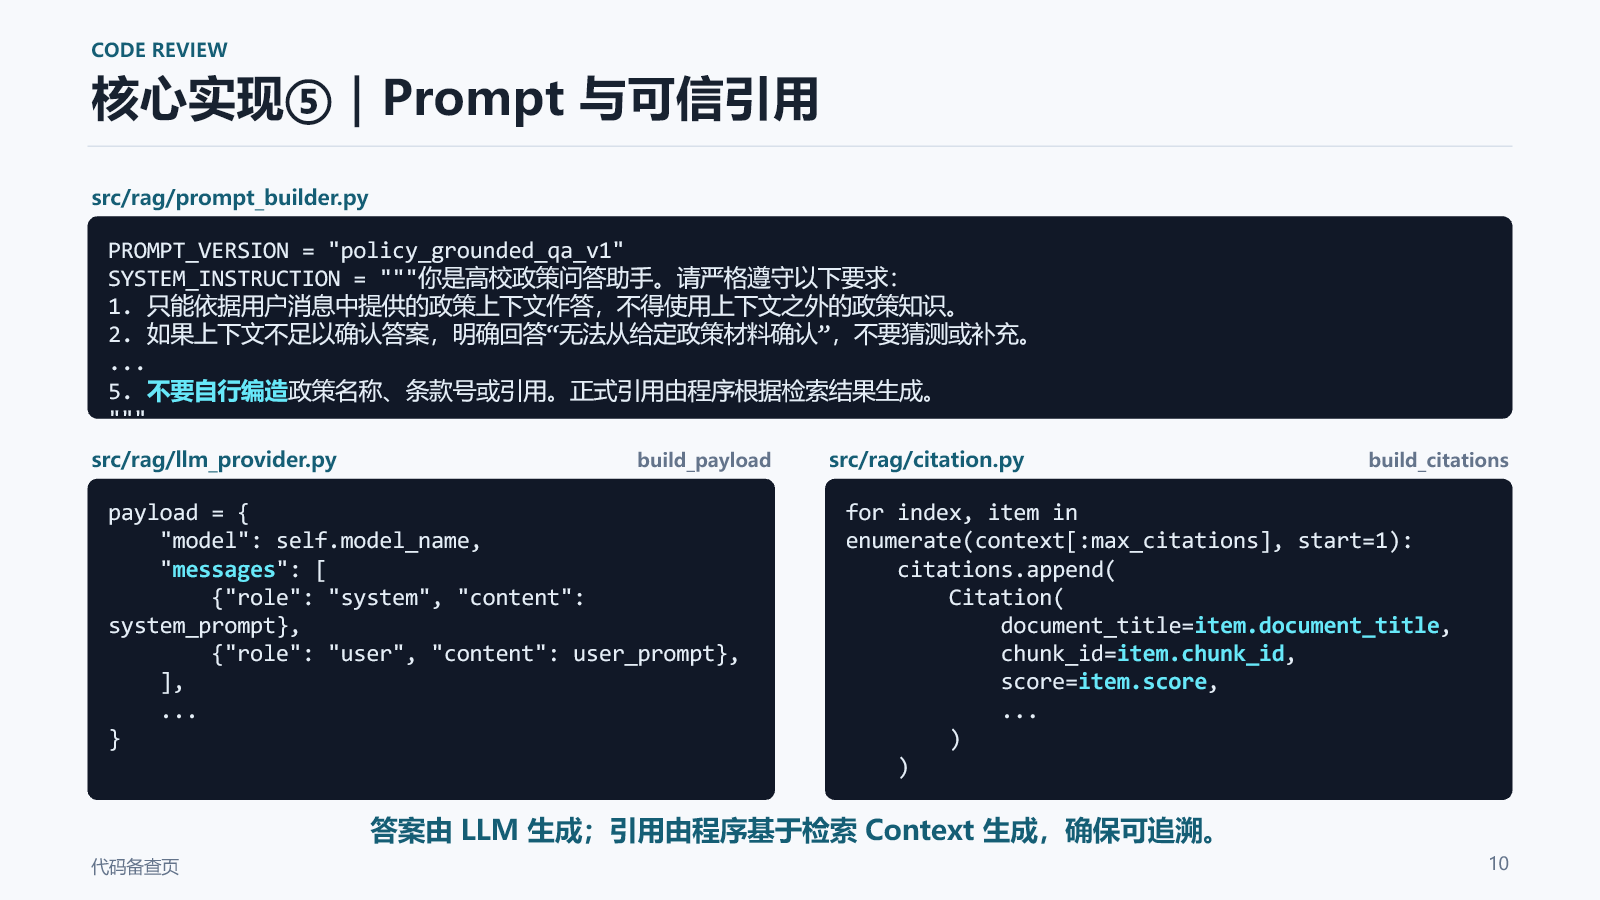 CODE REVIEW
核心实现⑤｜Prompt 与可信引用
src/rag/prompt_builder.py
PROMPT_VERSION = "policy_grounded_qa_v1"
SYSTEM_INSTRUCTION = """你是高校政策问答助手。请严格遵守以下要求：
1. 只能依据用户消息中提供的政策上下文作答，不得使用上下文之外的政策知识。
2. 如果上下文不足以确认答案，明确回答“无法从给定政策材料确认”，不要猜测或补充。
...
5. 不要自行编造政策名称、条款号或引用。正式引用由程序根据检索结果生成。
"""
src/rag/llm_provider.py build_payload
payload = {
    "model": self.model_name,
    "messages": [
        {"role": "system", "content":
system_prompt},
        {"role": "user", "content": user_prompt},
    ],
    ...
}
src/rag/citation.py build_citations
for index, item in
enumerate(context[:max_citations], start=1):
    citations.append(
        Citation(
            document_title=item.document_title,
            chunk_id=item.chunk_id,
            score=item.score,
            ...
        )
    )
答案由 LLM 生成；引用由程序基于检索 Context 生成，确保可追溯。
代码备查页
10